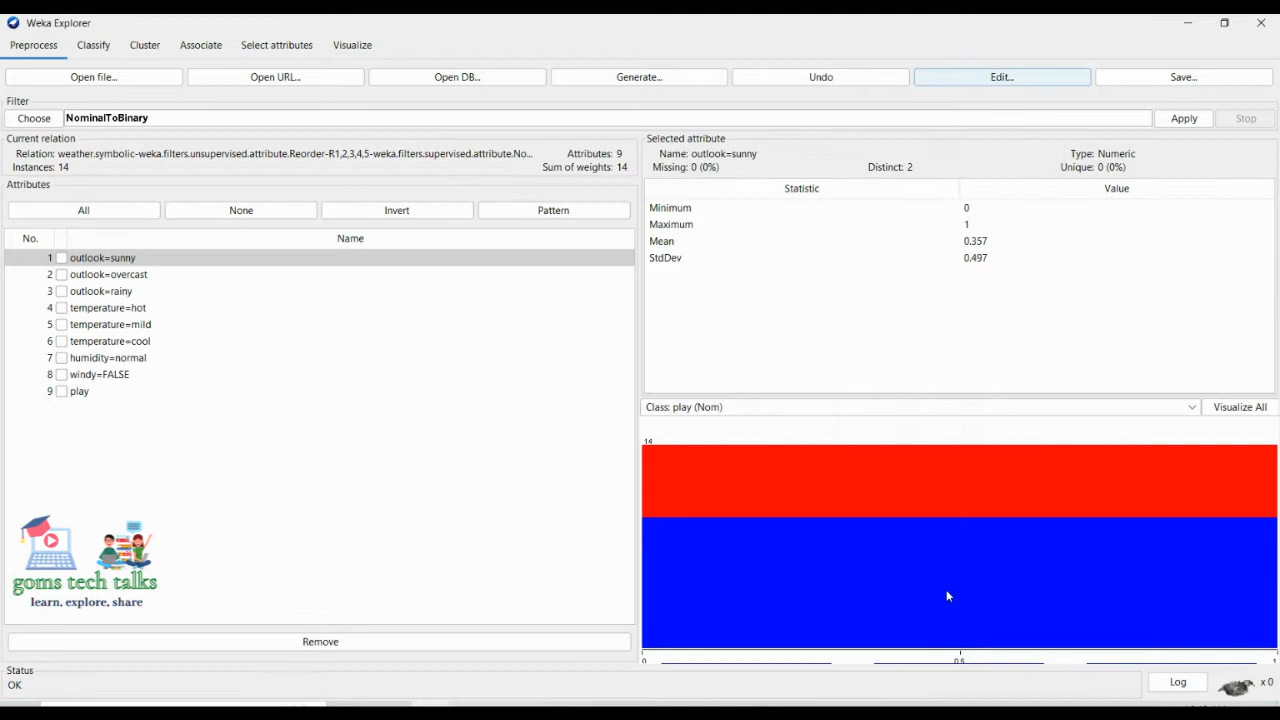 Weka Explorer
Preprocess Classify Cluster Associate Select attributes Visualize
Open file... Open URL... Open DB... Generate... Undo Edit... Save...
Filter
Choose NominalToBinary Apply Stop
Current relation
Relation: weather.symbolic-weka.filters.unsupervised.attribute.Reorder-R1,2,3,4,5-weka.filters.supervised.attribute.No... Attributes: 9
Instances: 14 Sum of weights: 14
Attributes
All None Invert Pattern
No. Name
1 outlook=sunny
2 outlook=overcast
3 outlook=rainy
4 temperature=hot
5 temperature=mild
6 temperature=cool
7 humidity=normal
8 windy=FALSE
9 play
goms tech talks
learn, explore, share
Remove
Selected attribute
Name: outlook=sunny Type: Numeric
Missing: 0 (0%) Distinct: 2 Unique: 0 (0%)
Statistic Value
Minimum 0
Maximum 1
Mean 0.357
StdDev 0.497
Class: play (Nom) Visualize All
14
0 0.5 1
Status
OK
Log x 0